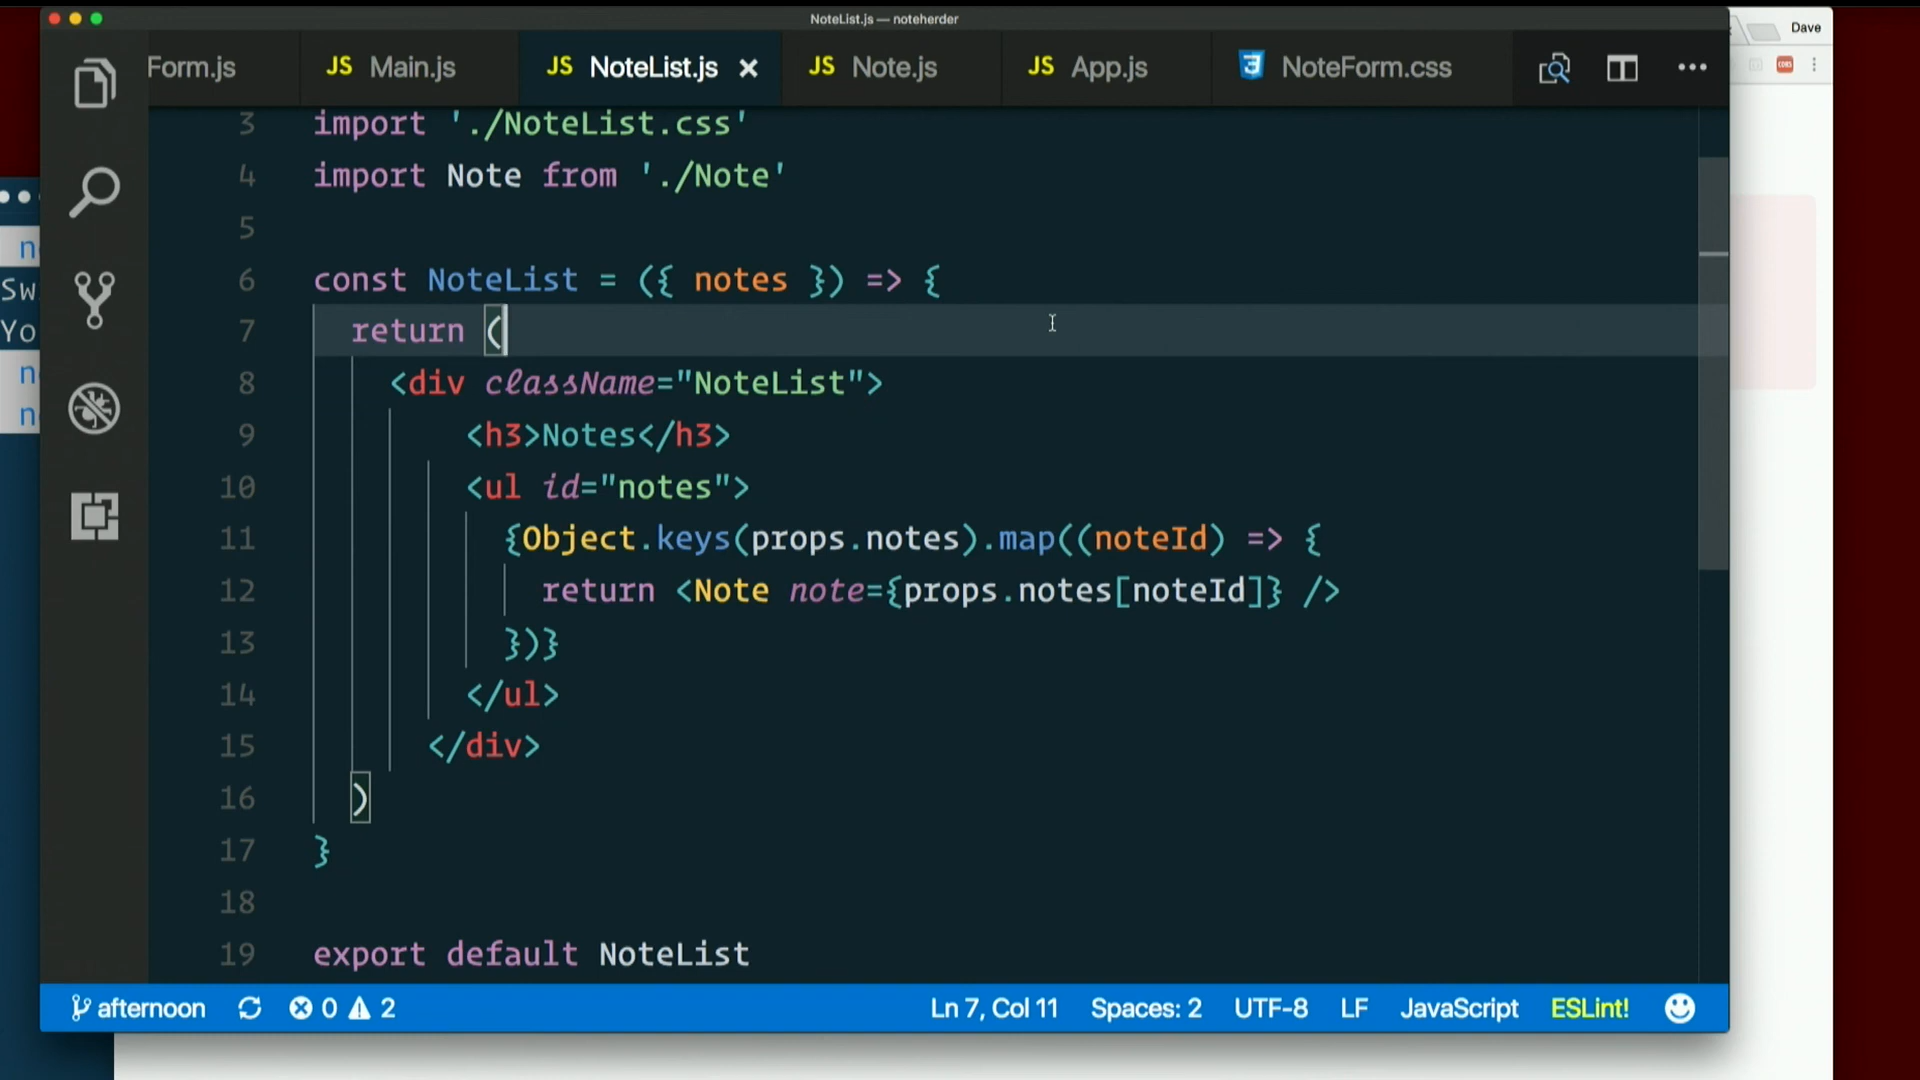 NoteList.js — noteherder
Dave
Form.js
JS Main.js
JS NoteList.js ×
JS Note.js
JS App.js
3 NoteForm.css
3 import './NoteList.css'
4 import Note from './Note'
5
6 const NoteList = ({ notes }) => {
7 return (
8 <div className="NoteList">
9 <h3>Notes</h3>
10 <ul id="notes">
11 {Object.keys(props.notes).map((noteId) => {
12 return <Note note={props.notes[noteId]} />
13 })}
14 </ul>
15 </div>
16 )
17 }
18
19 export default NoteList
n
Sw
Yo
n
n
afternoon 0 2 Ln 7, Col 11 Spaces: 2 UTF-8 LF JavaScript ESLint!